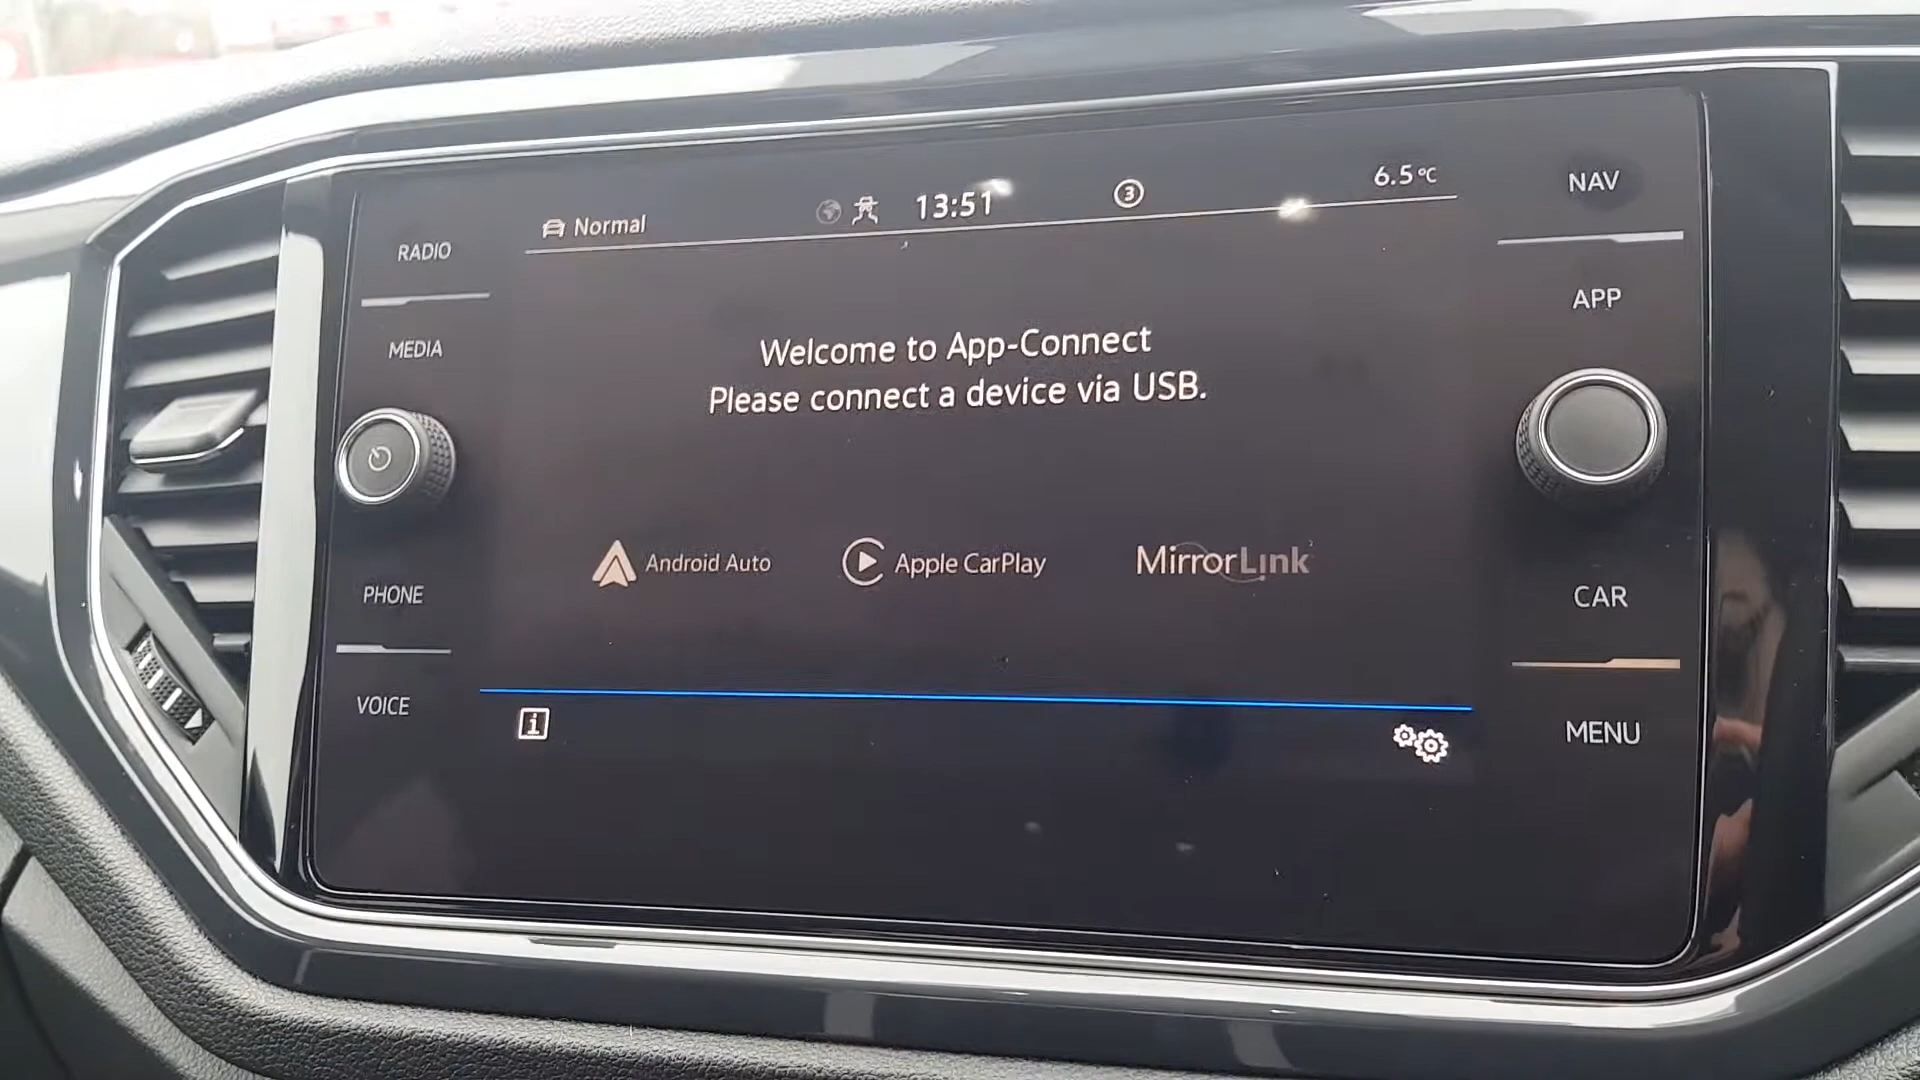 Normal
13:51
3
6.5°C
RADIO
MEDIA
PHONE
VOICE
Welcome to App-Connect
Please connect a device via USB.
Android Auto
Apple CarPlay
MirrorLink
i
NAV
APP
CAR
MENU